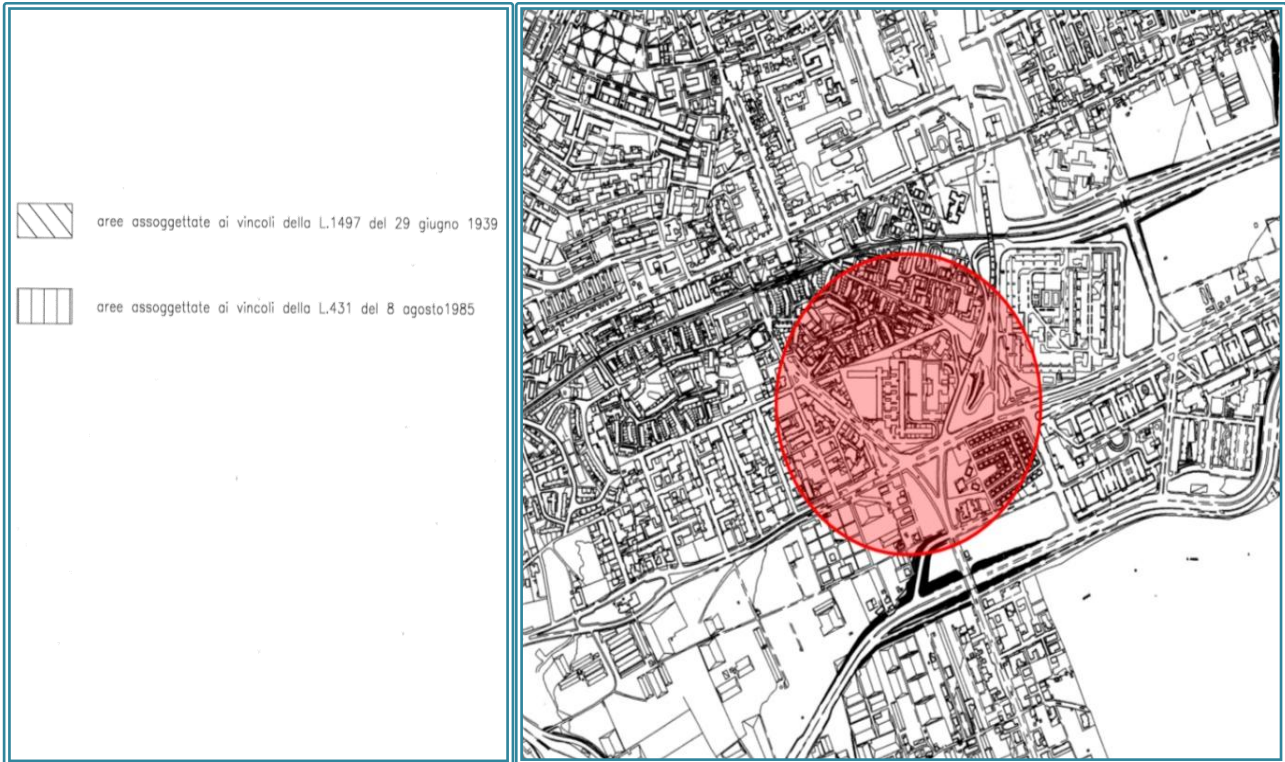 aree assoggettate ai vincoli della L.1497 del 29 giugno 1939
aree assoggettate ai vincoli della L.431 del 8 agosto1985